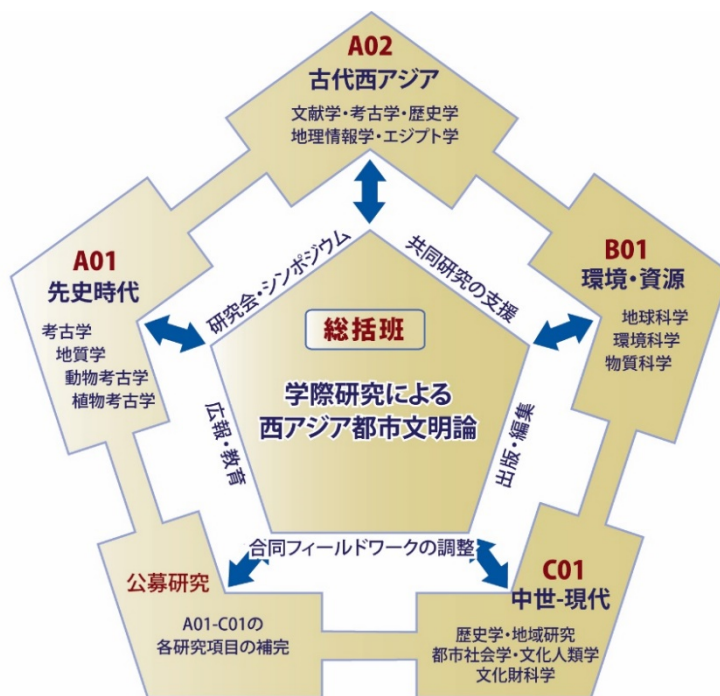 A02
古代西アジア
文献学・考古学・歴史学
地理情報学・エジプト学
A01
先史時代
考古学
地質学
動物考古学
植物考古学
B01
環境・資源
地球科学
環境科学
物質科学
研究会・シンポジウム
共同研究の支援
総括班
学際研究による
西アジア都市文明論
広報・教育
出版・編集
合同フィールドワークの調整
公募研究
A01-C01の
各研究項目の補完
C01
中世-現代
歴史学・地域研究
都市社会学・文化人類学
文化財科学